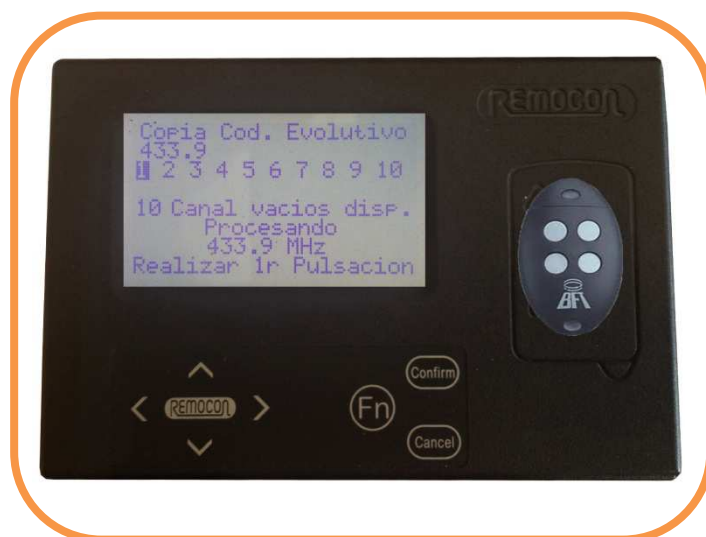 REMOCON
Copia Cod. Evolutivo
433.9
1 2 3 4 5 6 7 8 9 10
10 Canal vacios disp.
Procesando
433.9 MHz
Realizar 1r Pulsacion
BFT
Confirm
REMOCON
Fn
Cancel